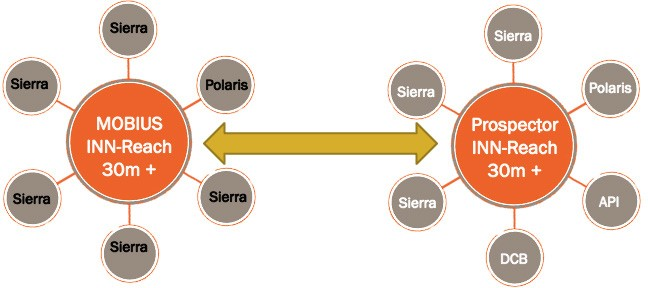 Sierra
Sierra
Polaris
MOBIUS
INN-Reach
30m +
Sierra
Sierra
Sierra
Sierra
Sierra
Polaris
Prospector
INN-Reach
30m +
Sierra
API
DCB